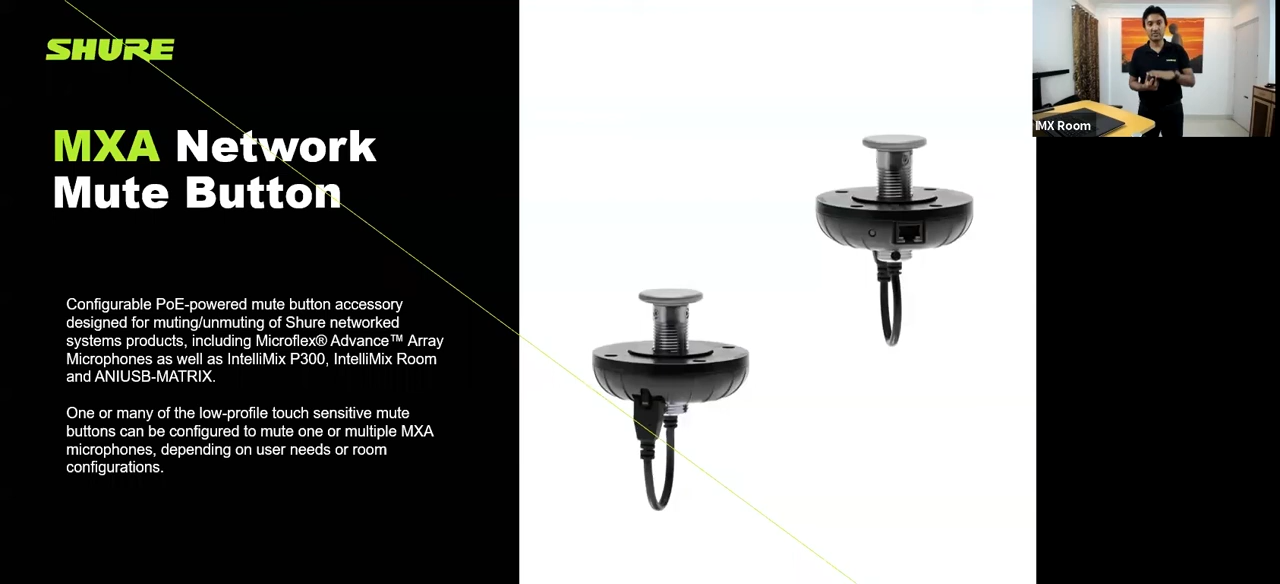 SHURE
MXA Network
Mute Button
Configurable PoE-powered mute button accessory
designed for muting/unmuting of Shure networked
systems products, including Microflex® Advance™ Array
Microphones as well as IntelliMix P300, IntelliMix Room
and ANIUSB-MATRIX.
One or many of the low-profile touch sensitive mute
buttons can be configured to mute one or multiple MXA
microphones, depending on user needs or room
configurations.
IMX Room